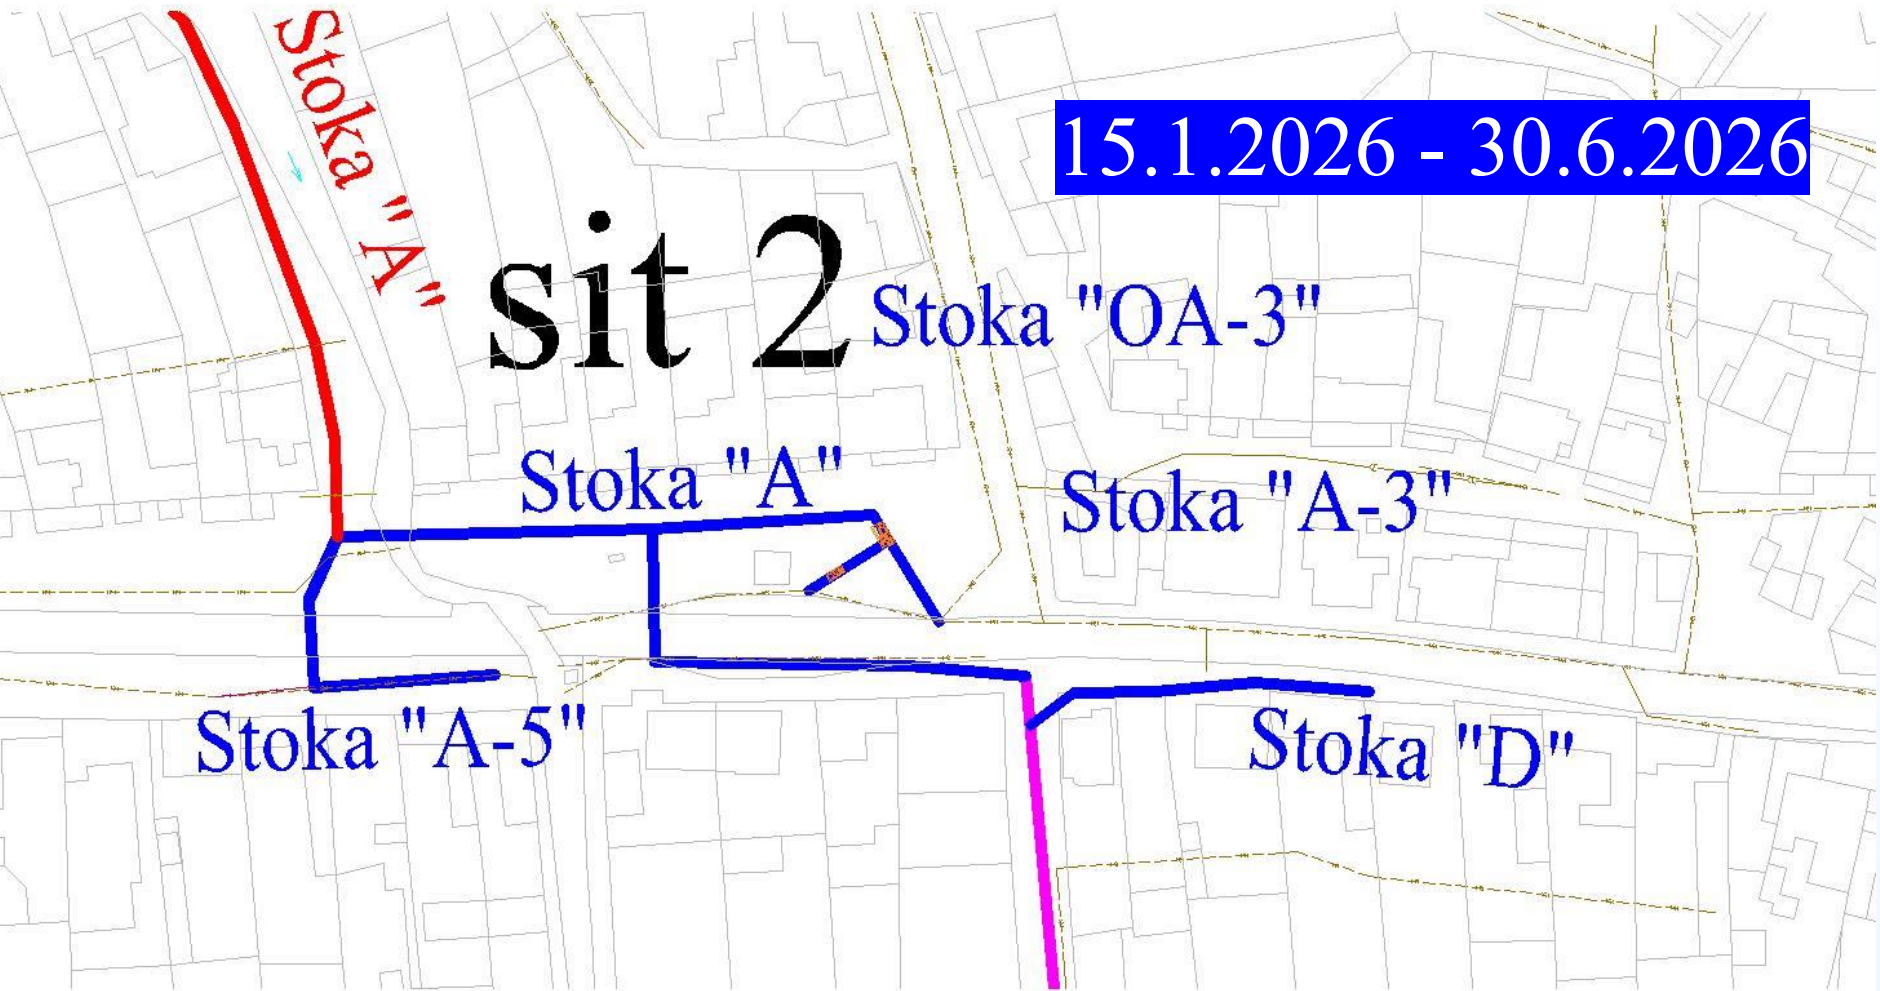 Stoka "A"
15.1.2026 - 30.6.2026
sit 2
Stoka "OA-3"
Stoka "A"
Stoka "A-3"
Stoka "A-5"
Stoka "D"